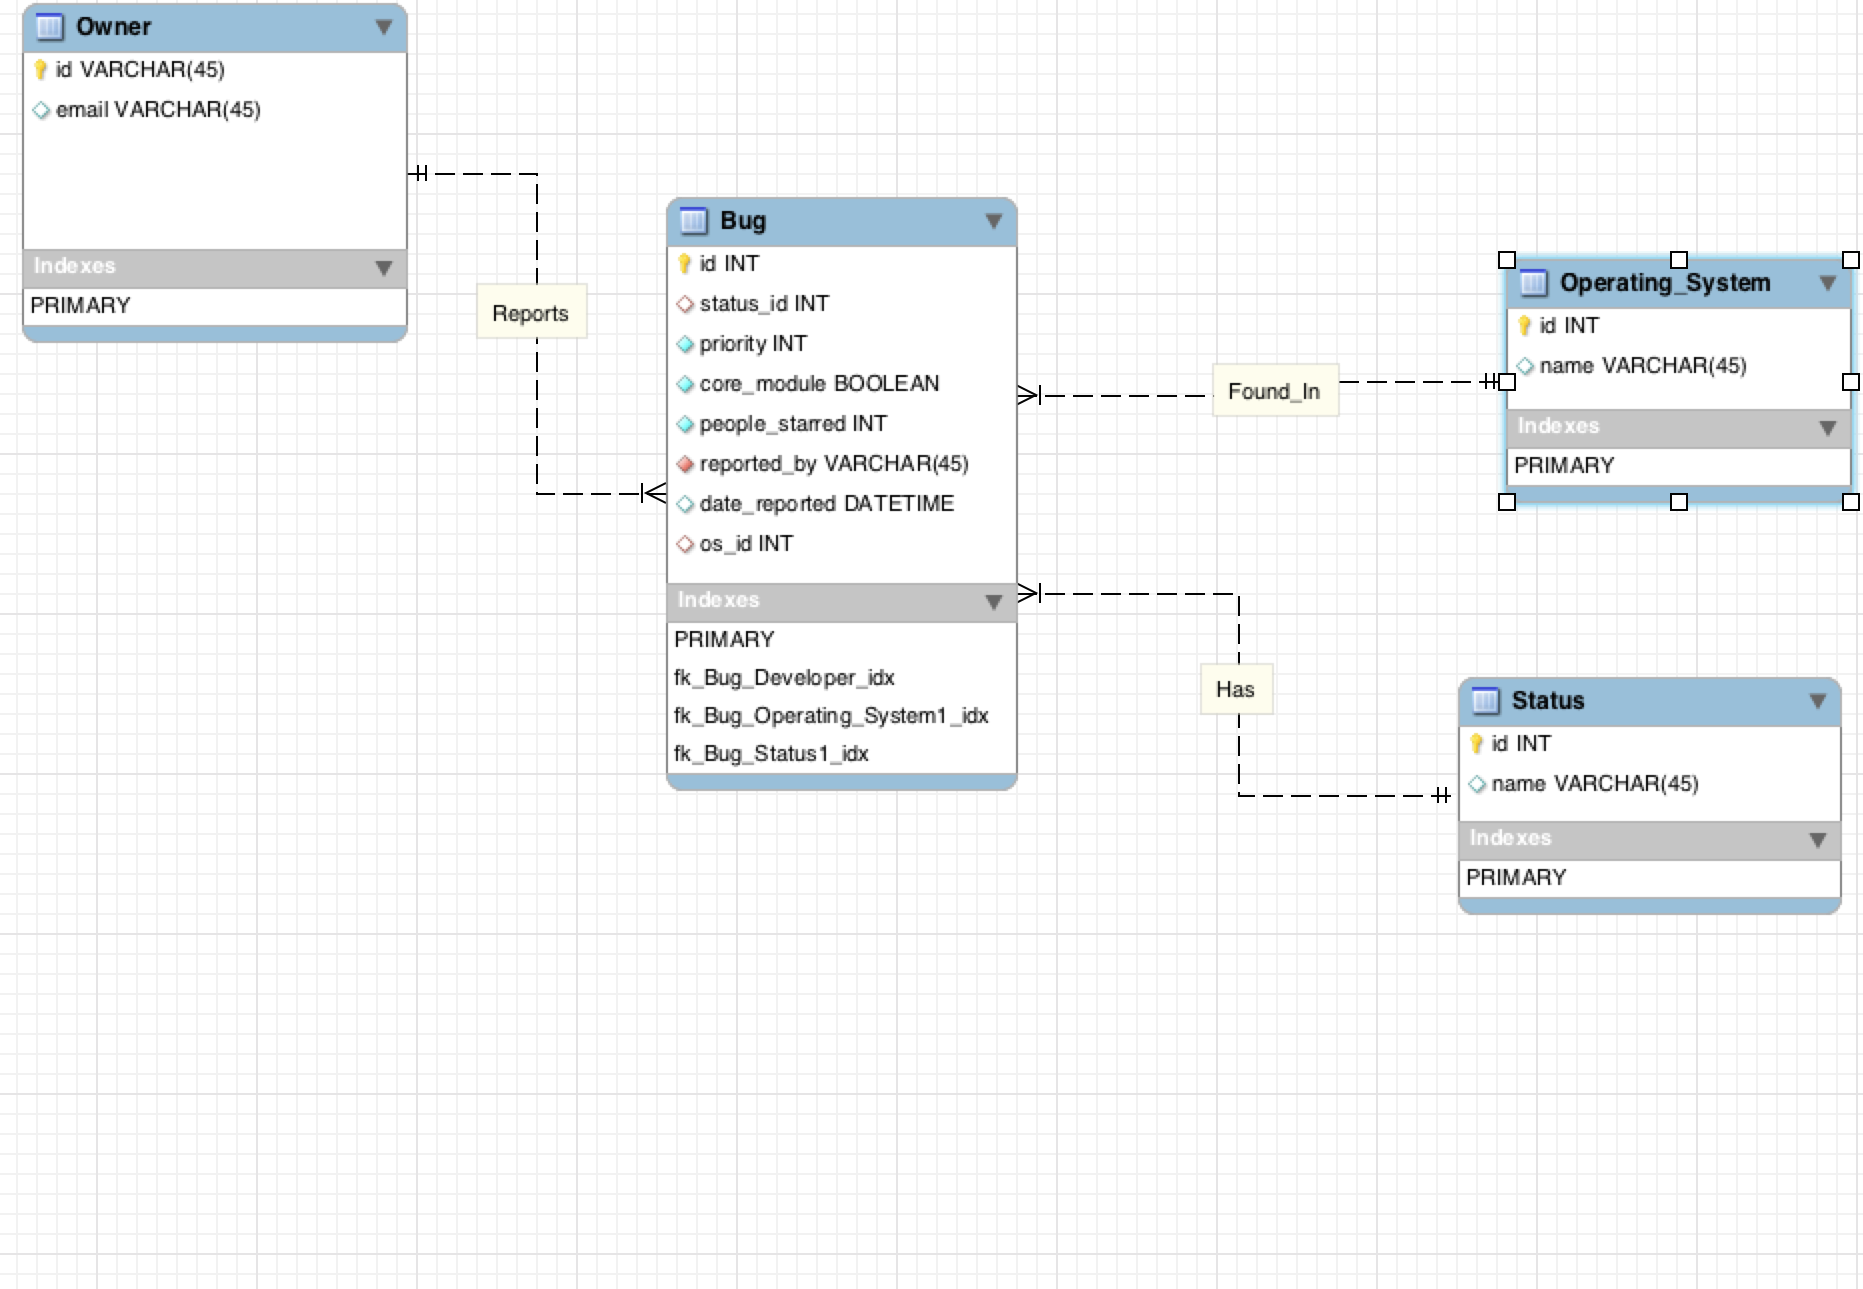 Owner
id VARCHAR(45)
email VARCHAR(45)
Indexes
PRIMARY
Reports
Bug
id INT
status_id INT
priority INT
core_module BOOLEAN
people_starred INT
reported_by VARCHAR(45)
date_reported DATETIME
os_id INT
Indexes
PRIMARY
fk_Bug_Developer_idx
fk_Bug_Operating_System1_idx
fk_Bug_Status1_idx
Found_In
Operating_System
id INT
name VARCHAR(45)
Indexes
PRIMARY
Has
Status
id INT
name VARCHAR(45)
Indexes
PRIMARY